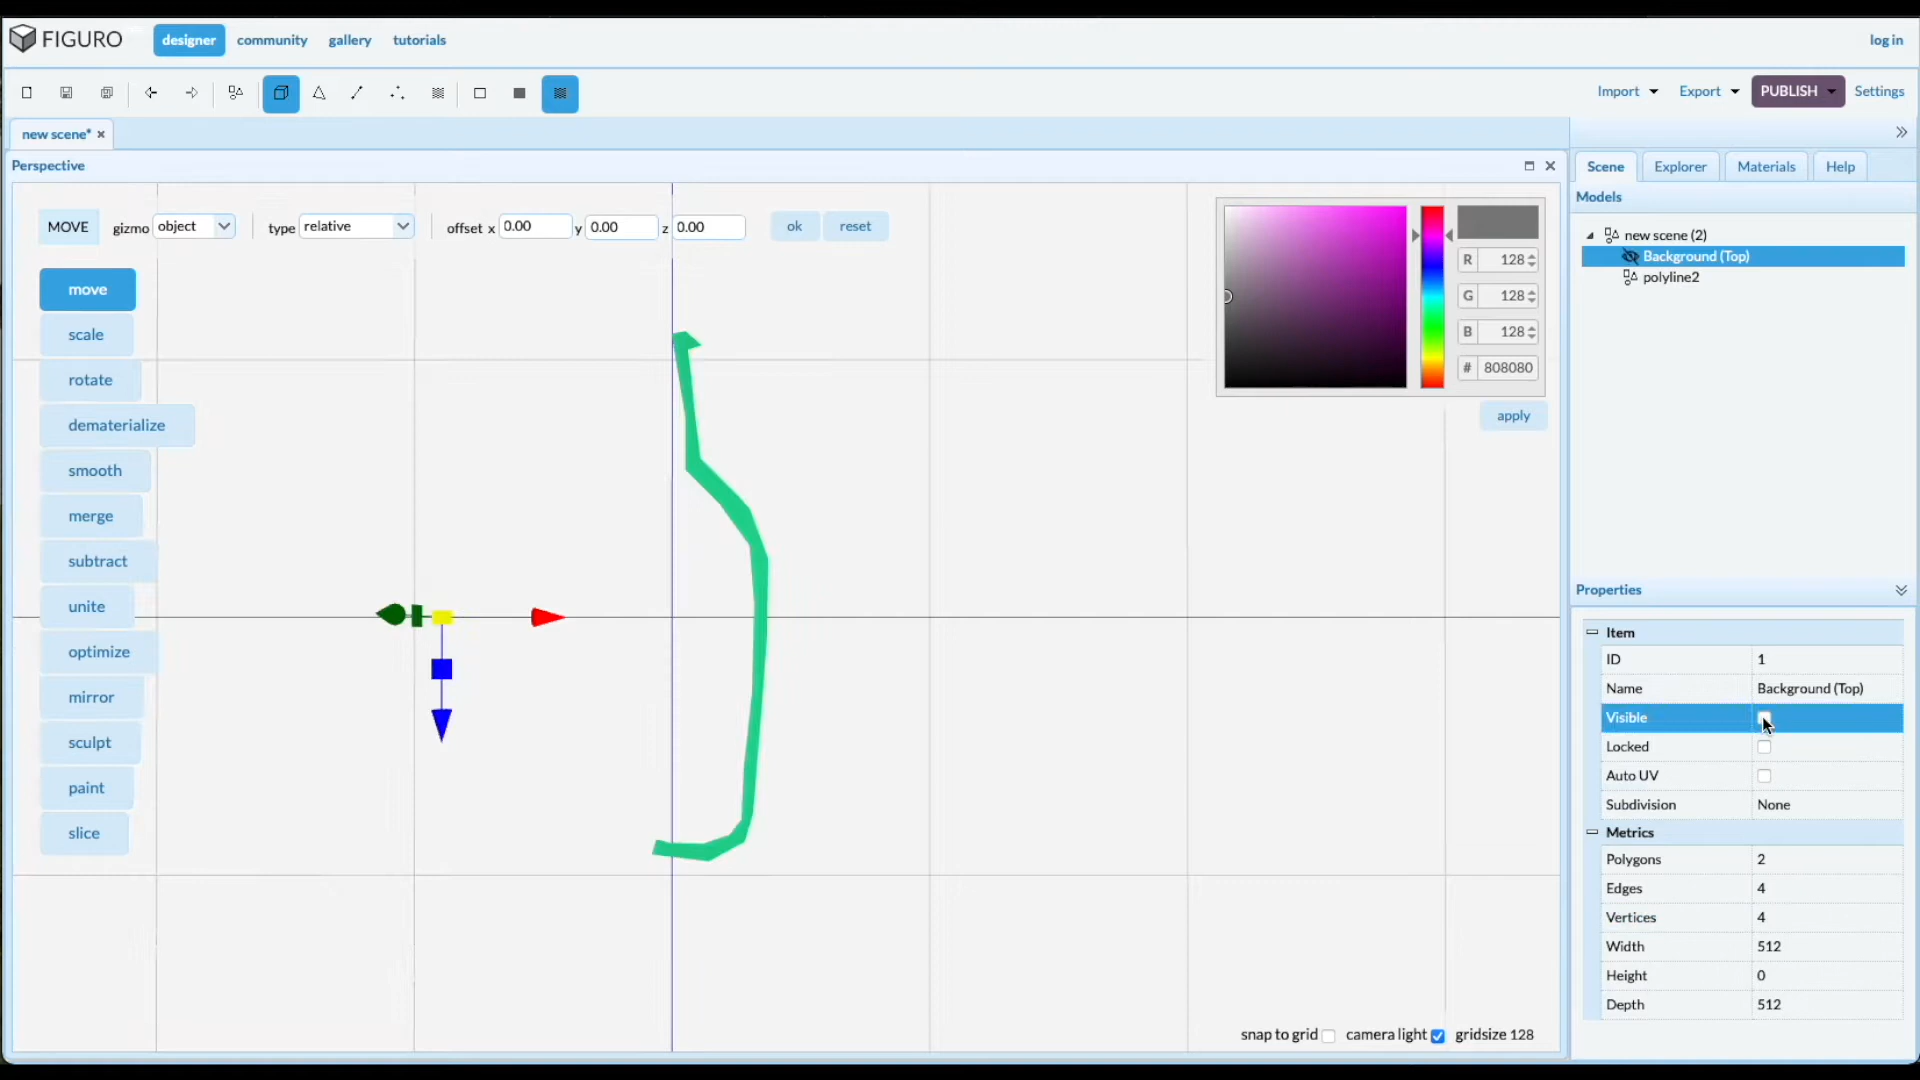 FIGURO designer community gallery tutorials log in
Import Export PUBLISH Settings
new scene*
Perspective
Scene Explorer Materials Help
Models
MOVE gizmo object type relative offset x 0.00 y 0.00 z 0.00 ok reset
new scene (2)
Background (Top)
polyline2
R 128
G 128
B 128
# 808080
apply
move
scale
rotate
dematerialize
smooth
merge
subtract
unite
optimize
mirror
sculpt
paint
slice
Properties
Item
ID 1
Name Background (Top)
Visible
Locked
Auto UV
Subdivision None
Metrics
Polygons 2
Edges 4
Vertices 4
Width 512
Height 0
Depth 512
snap to grid camera light gridsize 128